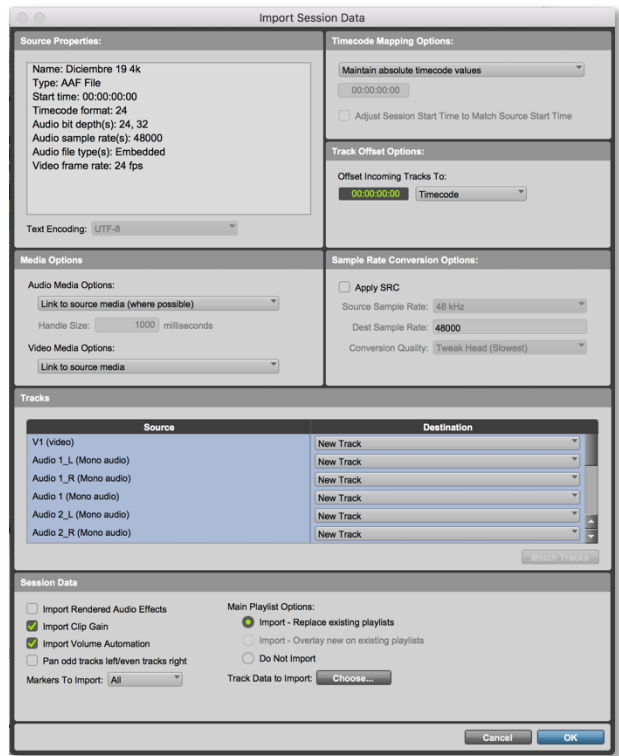 Import Session Data
Source Properties:
Name: Diciembre 19 4k
Type: AAF File
Start time: 00:00:00:00
Timecode format: 24
Audio bit depth(s): 24, 32
Audio sample rate(s): 48000
Audio file type(s): Embedded
Video frame rate: 24 fps
Text Encoding: UTF-8
Timecode Mapping Options:
Maintain absolute timecode values
00:00:00:00
Adjust Session Start Time to Match Source Start Time
Track Offset Options:
Offset Incoming Tracks To:
00:00:00:00 Timecode
Media Options
Audio Media Options:
Link to source media (where possible)
Handle Size: 1000 milliseconds
Video Media Options:
Link to source media
Sample Rate Conversion Options:
Apply SRC
Source Sample Rate: 48 kHz
Dest Sample Rate: 48000
Conversion Quality: Tweak Head (Slowest)
Tracks
Source Destination
V1 (video) New Track
Audio 1_L (Mono audio) New Track
Audio 1_R (Mono audio) New Track
Audio 1 (Mono audio) New Track
Audio 2_L (Mono audio) New Track
Audio 2_R (Mono audio) New Track
Match Tracks
Session Data
Import Rendered Audio Effects
Import Clip Gain
Import Volume Automation
Pan odd tracks left/even tracks right
Markers To Import: All
Main Playlist Options:
Import - Replace existing playlists
Import - Overlay new on existing playlists
Do Not Import
Track Data to Import: Choose...
Cancel OK